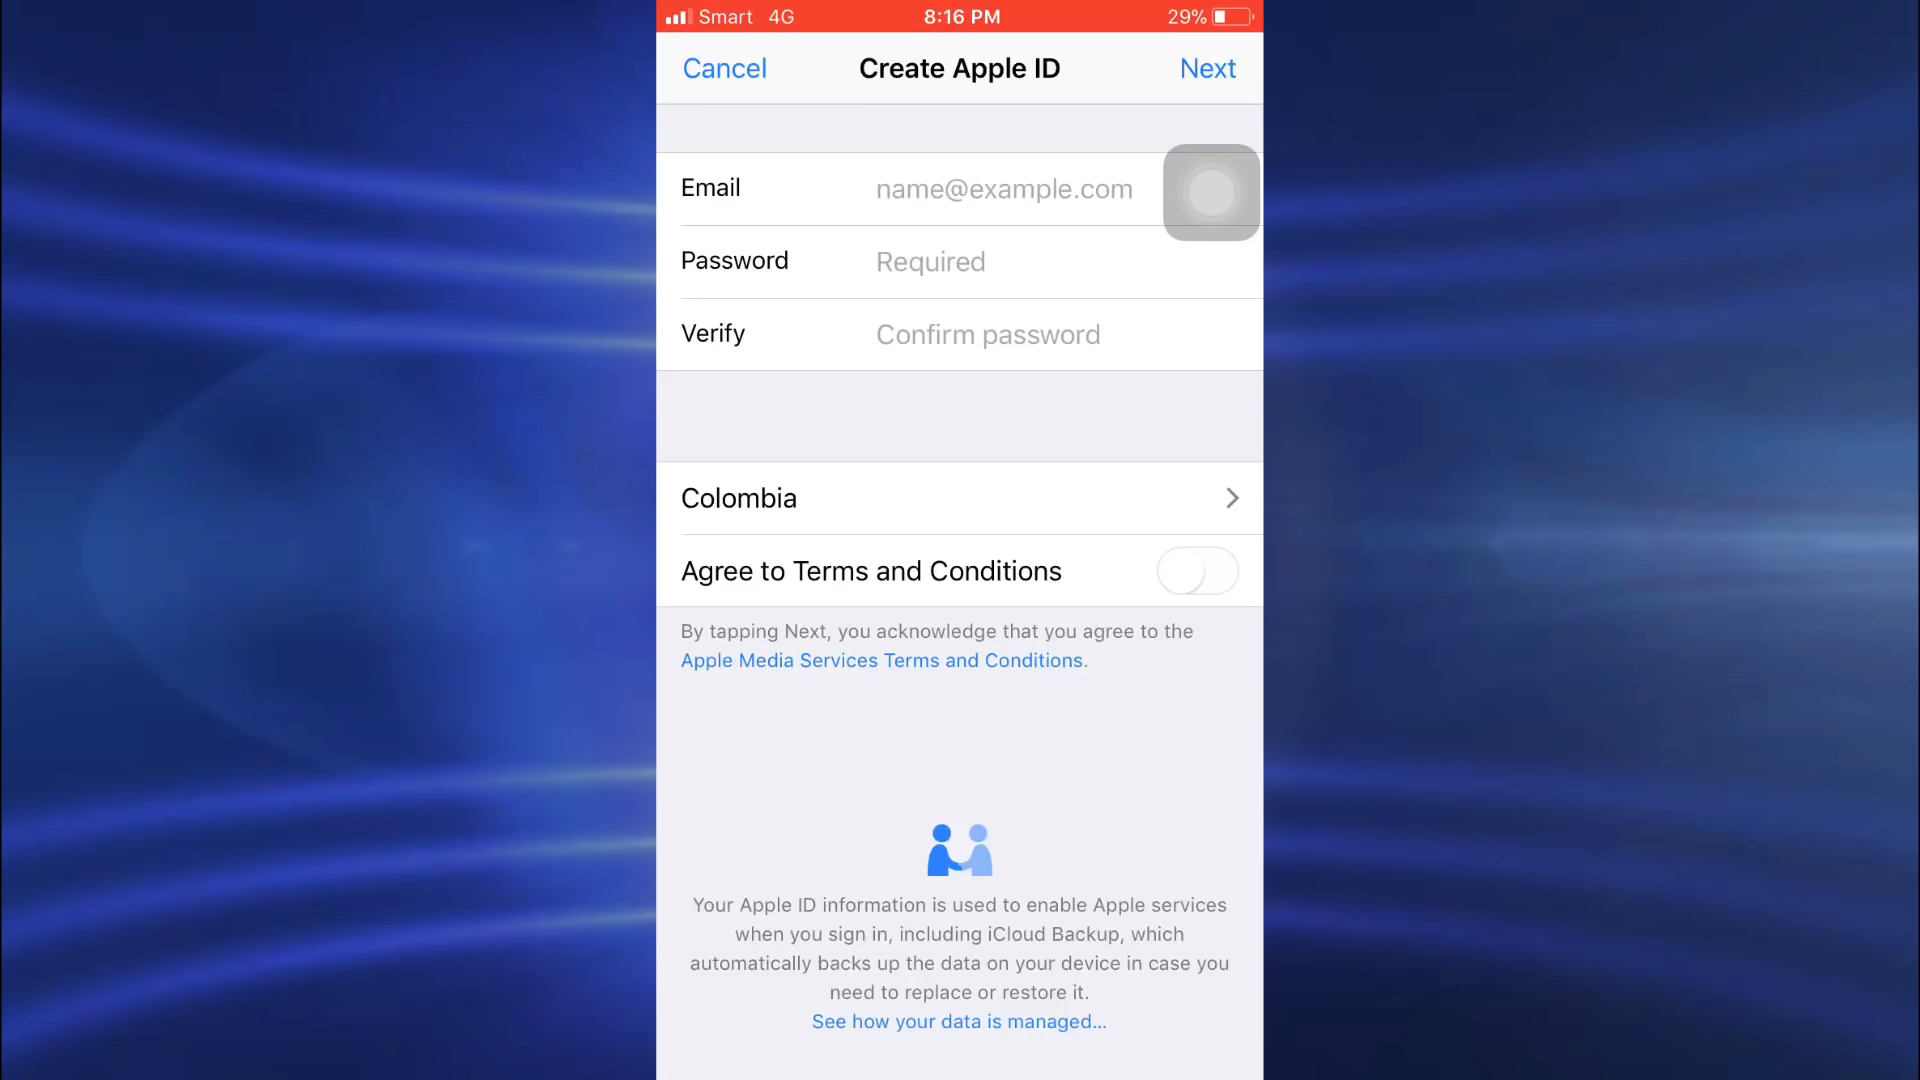 Smart 4G 8:16 PM 29%
Cancel Create Apple ID Next
Email name@example.com
Password Required
Verify Confirm password
Colombia
Agree to Terms and Conditions
By tapping Next, you acknowledge that you agree to the
Apple Media Services Terms and Conditions.
Your Apple ID information is used to enable Apple services
when you sign in, including iCloud Backup, which
automatically backs up the data on your device in case you
need to replace or restore it.
See how your data is managed...